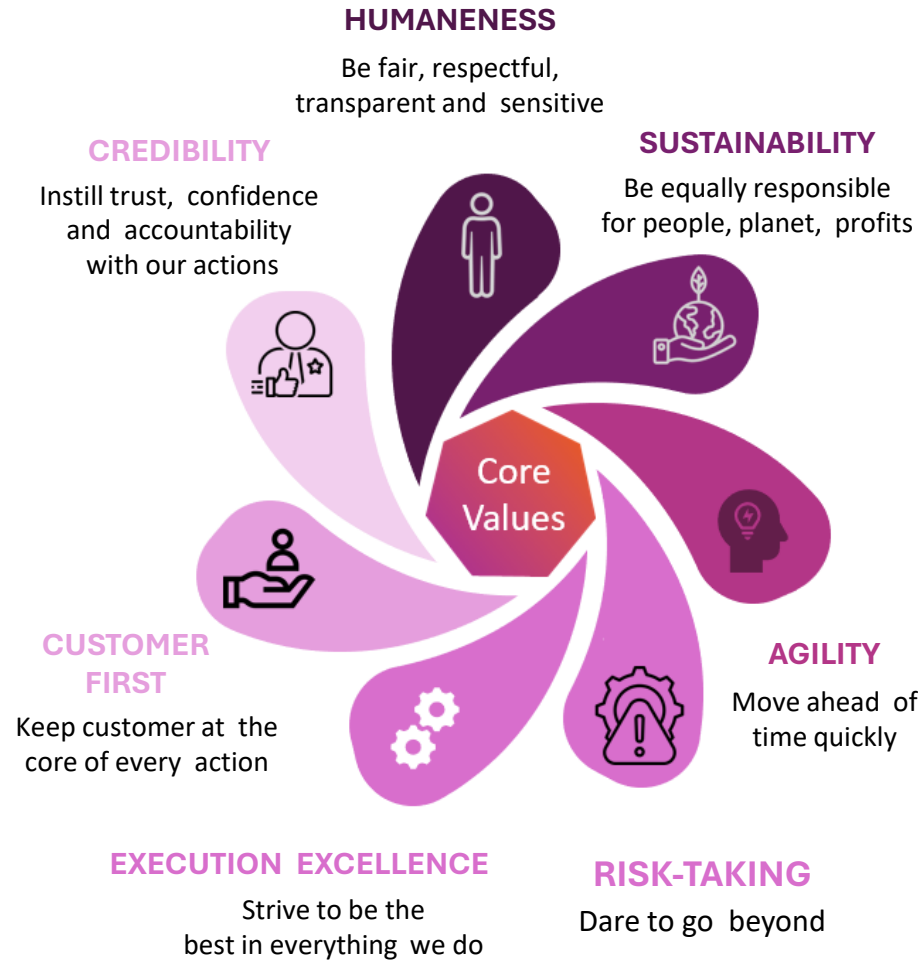 HUMANENESS
Be fair, respectful,
transparent and sensitive
CREDIBILITY
Instill trust, confidence
and accountability
with our actions
SUSTAINABILITY
Be equally responsible
for people, planet, profits
Core
Values
CUSTOMER
FIRST
Keep customer at the
core of every action
AGILITY
Move ahead of
time quickly
EXECUTION EXCELLENCE
Strive to be the
best in everything we do
RISK-TAKING
Dare to go beyond